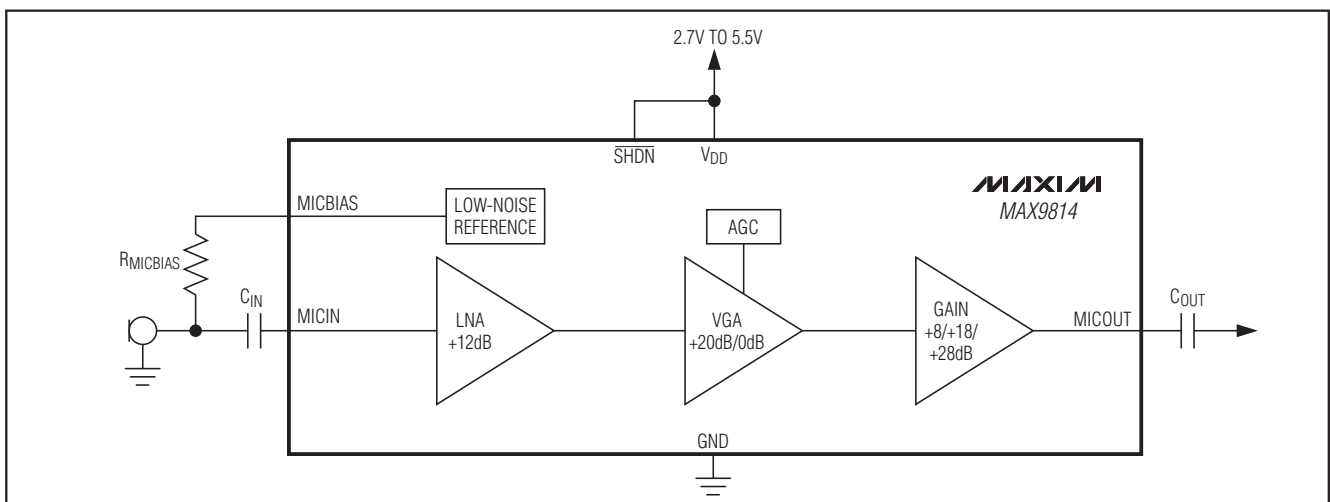 2.7V TO 5.5V
SHDN
VDD
MAXIM
MAX9814
MICBIAS
LOW-NOISE
REFERENCE
AGC
RMICBIAS
CIN
MICIN
LNA
+12dB
VGA
+20dB/0dB
GAIN
+8/+18/
+28dB
MICOUT
COUT
GND